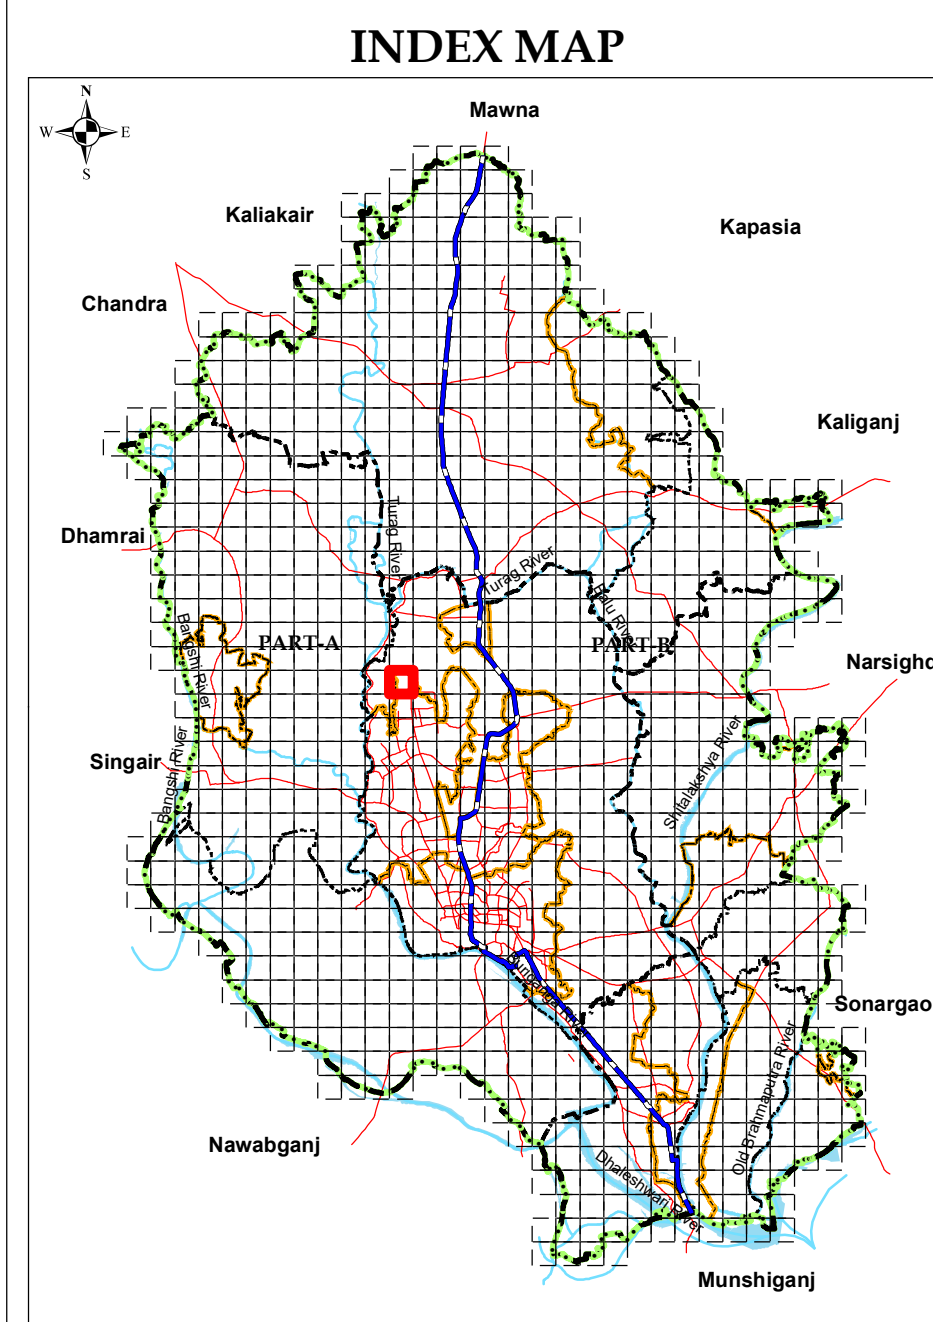 INDEX MAP
N
W E
S
Mawna
Kaliakair
Kapasia
Chandra
Kaliganj
Dhamrai
Turag River
Turag River
Balu River
Bangshi River
PART-A
PART-B
Narsighd
Singair
Bangshi River
Shitalakshya River
Sonargao
Buriganga River
Old Brahmaputra River
Nawabganj
Dhaleshwari River
Munshiganj